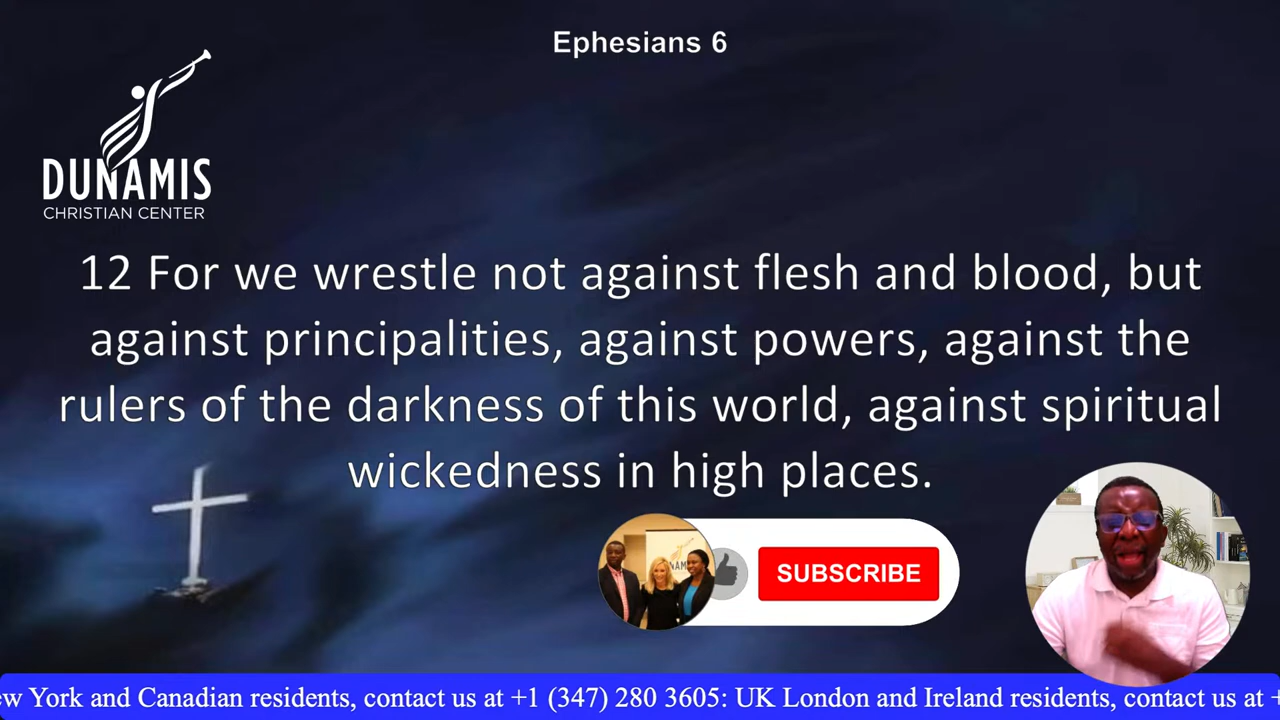 Ephesians 6
DUNAMIS
CHRISTIAN CENTER
12 For we wrestle not against flesh and blood, but
against principalities, against powers, against the
rulers of the darkness of this world, against spiritual
wickedness in high places.
SUBSCRIBE
York and Canadian residents, contact us at +1 (347) 280 3605: UK London and Ireland residents, contact us at